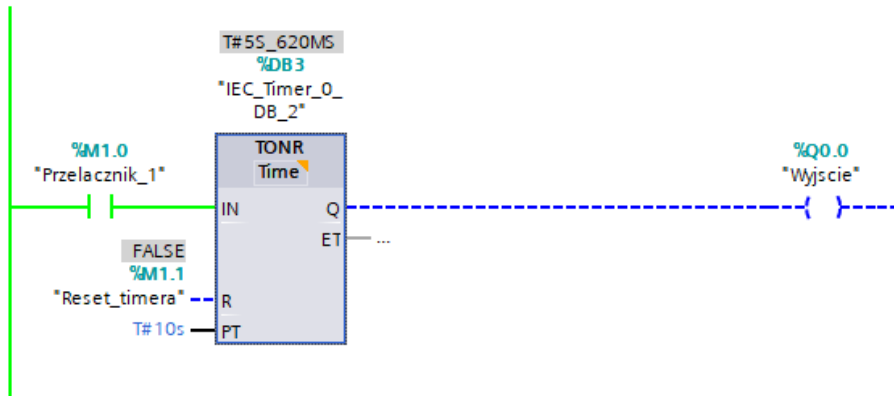 T#5S_620MS
%DB3
"IEC_Timer_0_
DB_2"
%M1.0
"Przelacznik_1"
TONR
Time
%Q0.0
"Wyjscie"
IN Q
ET ...
FALSE
%M1.1
"Reset_timera" R
T#10s PT